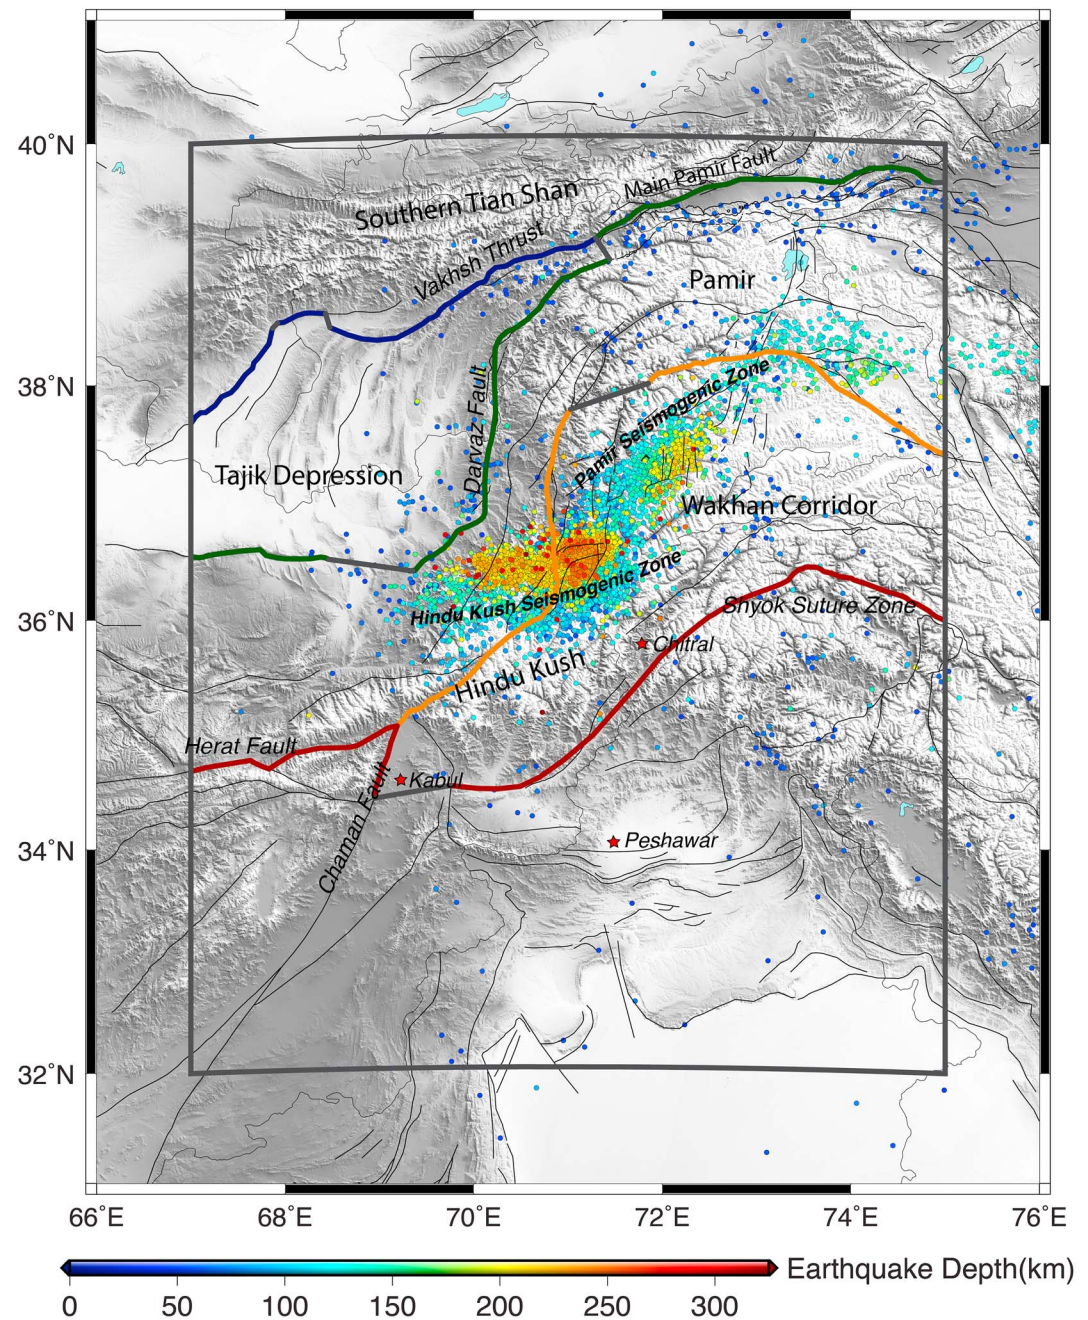 40°N
Main Pamir Fault
Southern Tian Shan
Vakhsh Thrust
Pamir
38°N
Pamir Seismogenic Zone
Darvaz Fault
Tajik Depression
Wakhan Corridor
Hindu Kush Seismogenic Zone
36°N
Shyok Suture Zone
Chitral
Hindu Kush
Herat Fault
Kabul
Chaman Fault
Peshawar
34°N
32°N
66°E 68°E 70°E 72°E 74°E 76°E
Earthquake Depth(km)
0 50 100 150 200 250 300